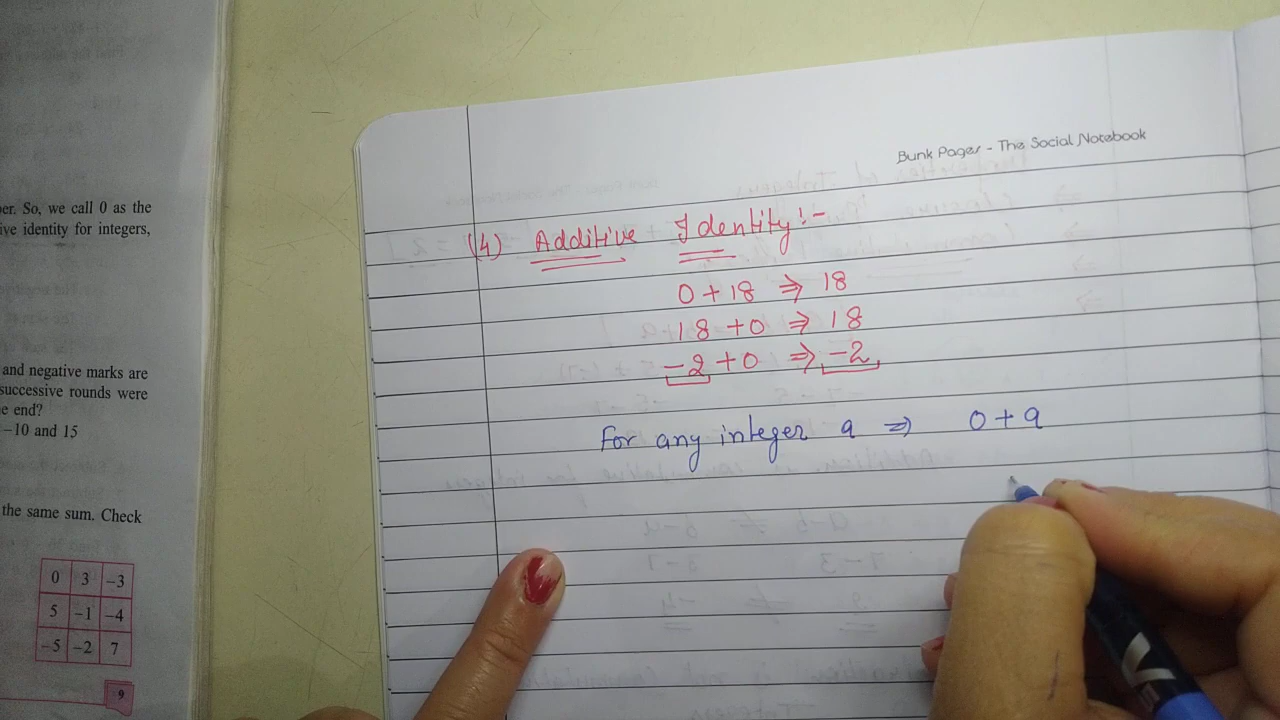 er. So, we call 0 as the
ive identity for integers,
and negative marks are
successive rounds were
e end?
–10 and 15
the same sum. Check
0 3 –3
5 –1 –4
–5 –2 7
9
Bunk Pages - The Social Notebook
(4) Additive Identity :-
0 + 18 ⇒ 18
18 + 0 ⇒ 18
-2 + 0 ⇒ -2
For any integer a ⇒ 0 + a